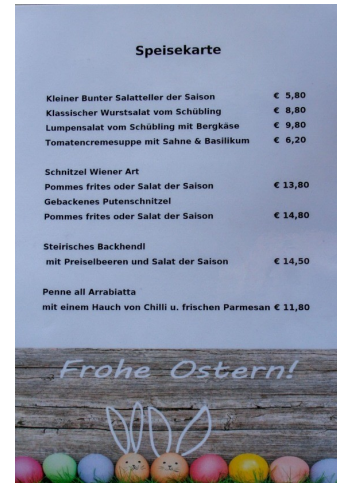 Speisekarte
Kleiner Bunter Salatteller der Saison € 5,80
Klassischer Wurstsalat vom Schübling € 8,80
Lumpensalat vom Schübling mit Bergkäse € 9,80
Tomatencremesuppe mit Sahne & Basilikum € 6,20
Schnitzel Wiener Art
Pommes frites oder Salat der Saison € 13,80
Gebackenes Putenschnitzel
Pommes frites oder Salat der Saison € 14,80
Steirisches Backhendl
mit Preiselbeeren und Salat der Saison € 14,50
Penne all Arrabiatta
mit einem Hauch von Chilli u. frischen Parmesan € 11,80
Frohe Ostern!